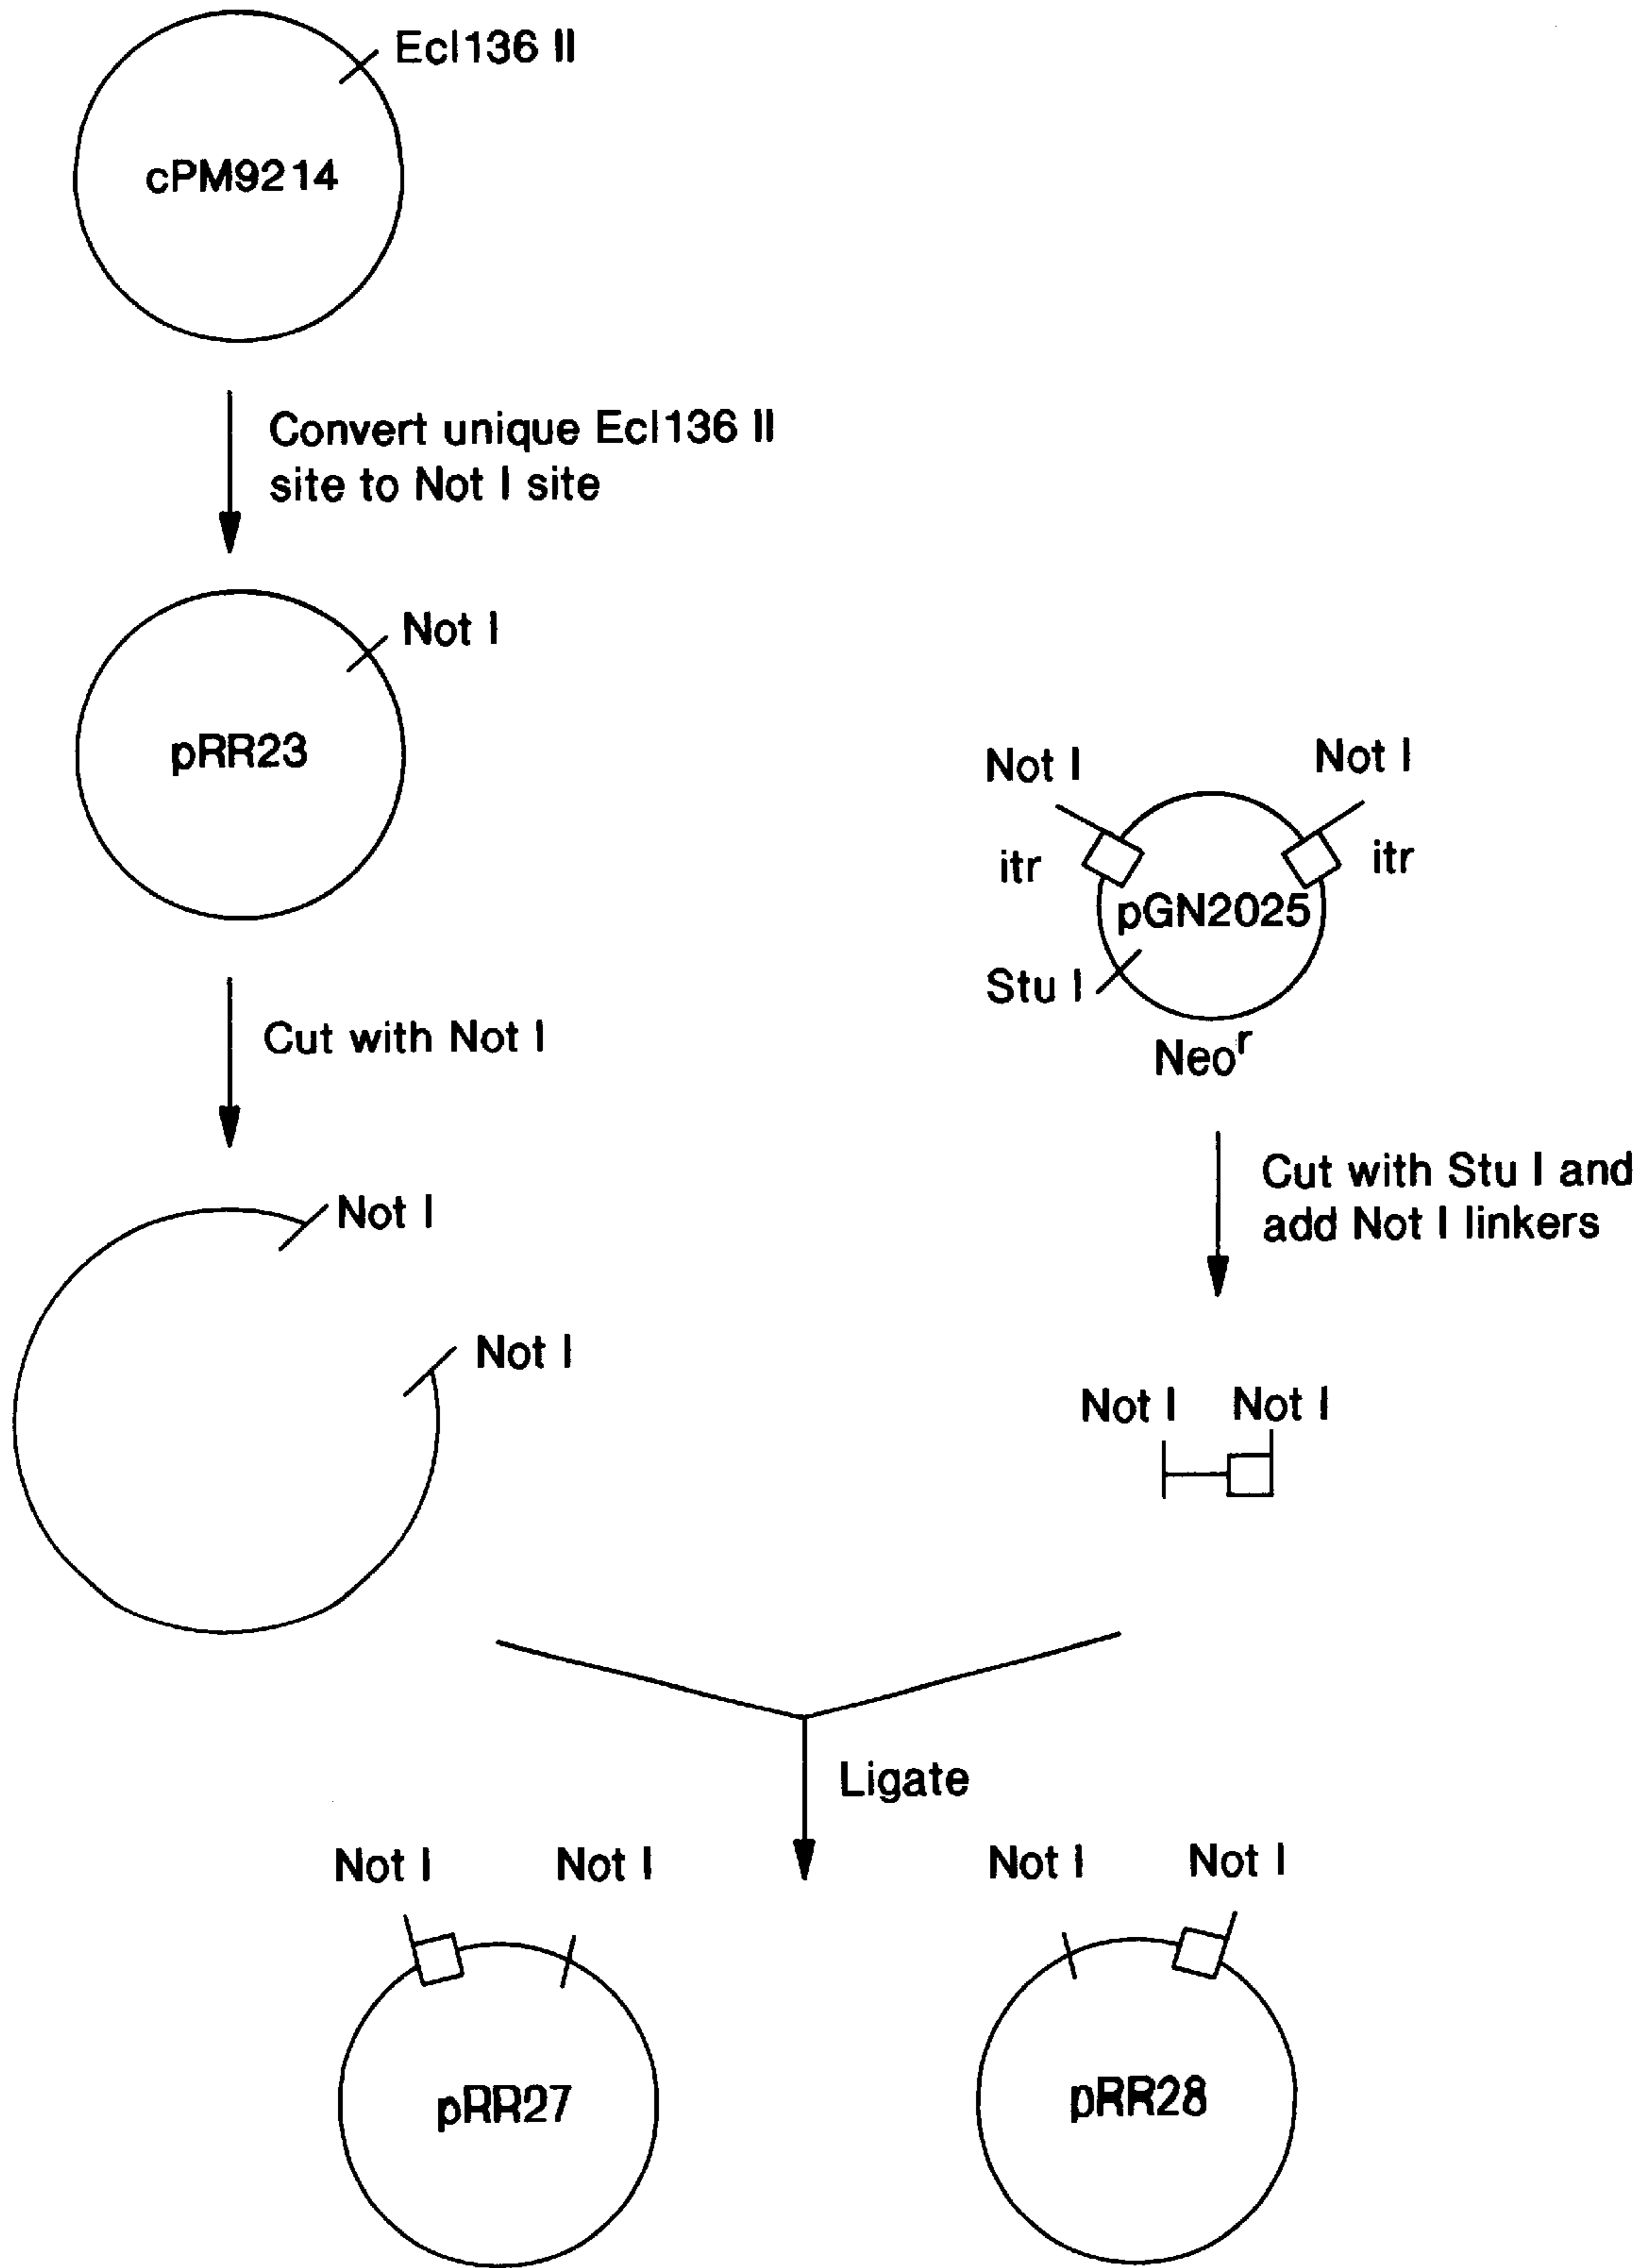 Ecl136 II
cPM9214
Convert unique Ecl136 II
site to Not I site
Not I
pRR23
Cut with Not I
Not I
Not I
Not I
Not I
itr
itr
pGN2025
Stu I
Neoʳ
Cut with Stu I and
add Not I linkers
Not I
Not I
Ligate
Not I
Not I
pRR27
Not I
Not I
pRR28